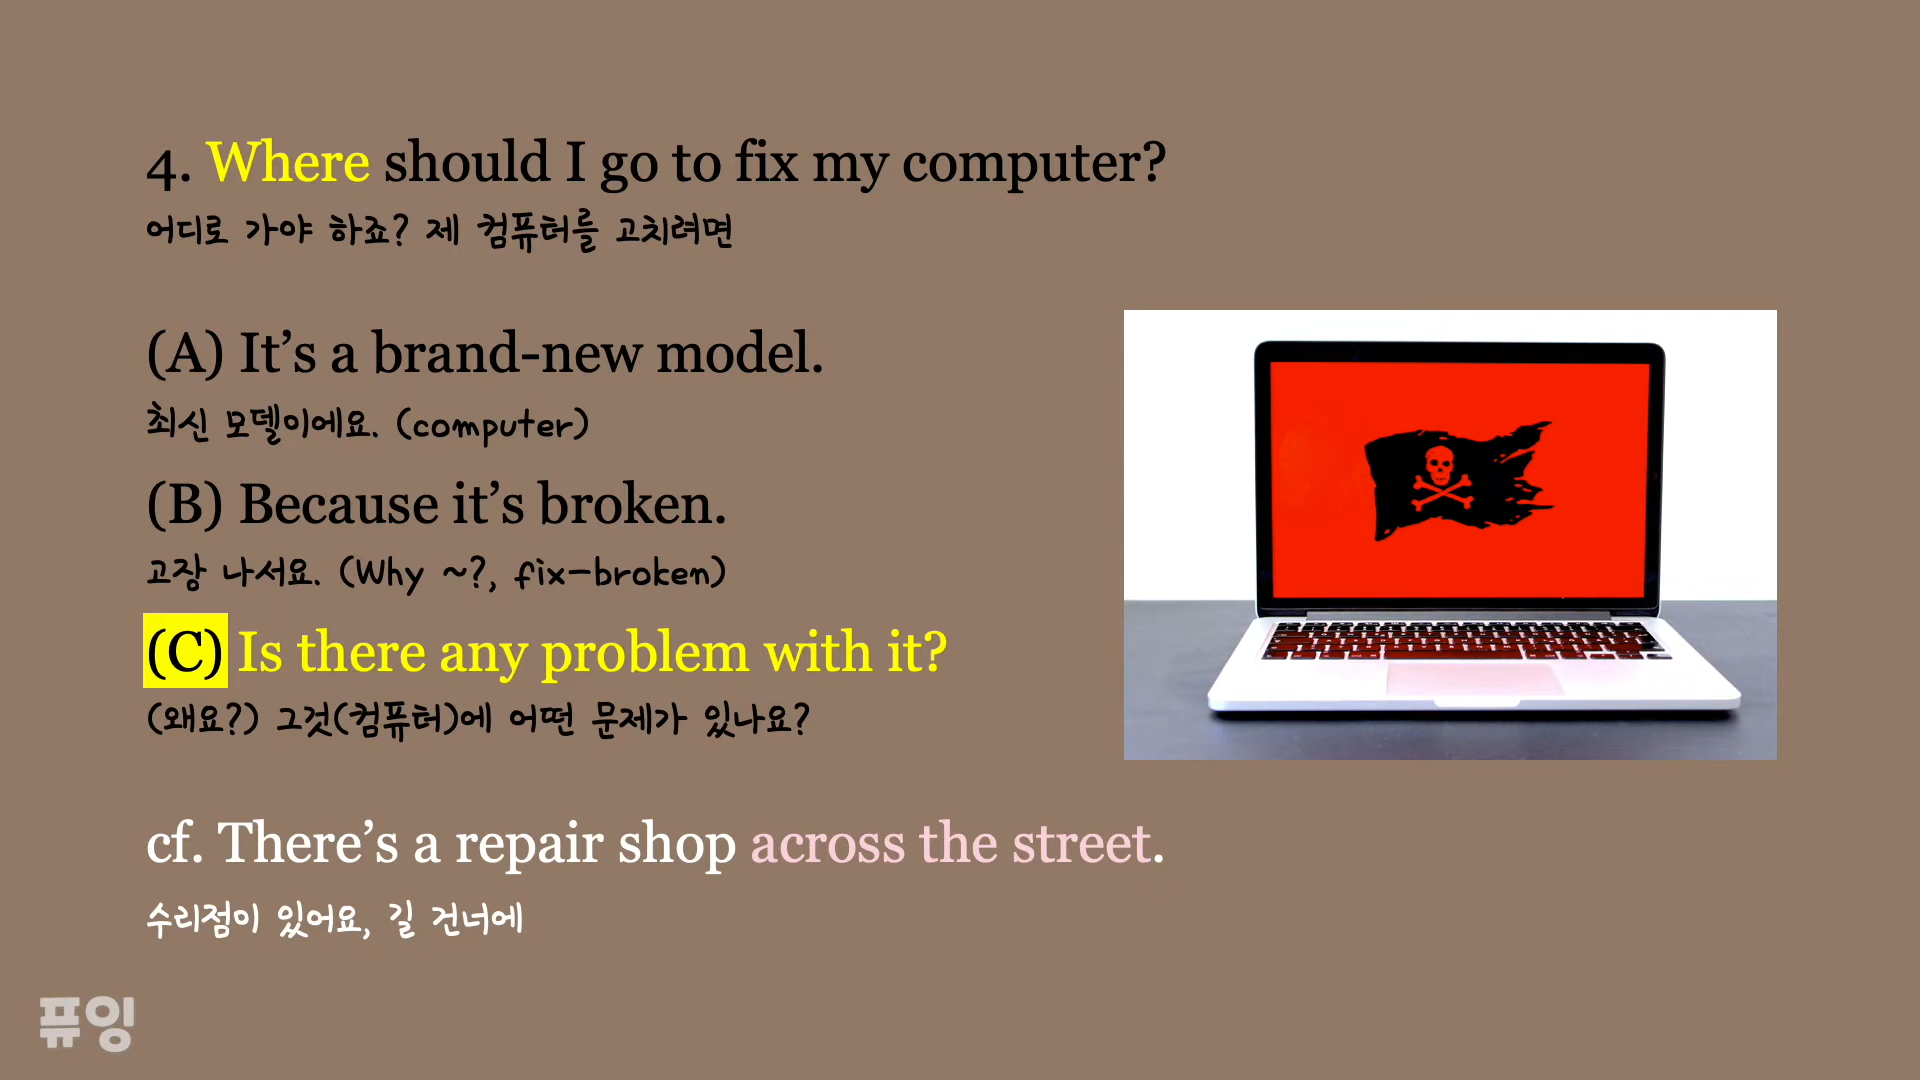 4. Where should I go to fix my computer?
어디로 가야 하죠? 제 컴퓨터를 고치려면
(A) It’s a brand-new model.
최신 모델이에요. (computer)
(B) Because it’s broken.
고장 나서요. (Why ~?, fix-broken)
(C) Is there any problem with it?
(왜요?) 그것(컴퓨터)에 어떤 문제가 있나요?
cf. There’s a repair shop across the street.
수리점이 있어요, 길 건너에
퓨잉